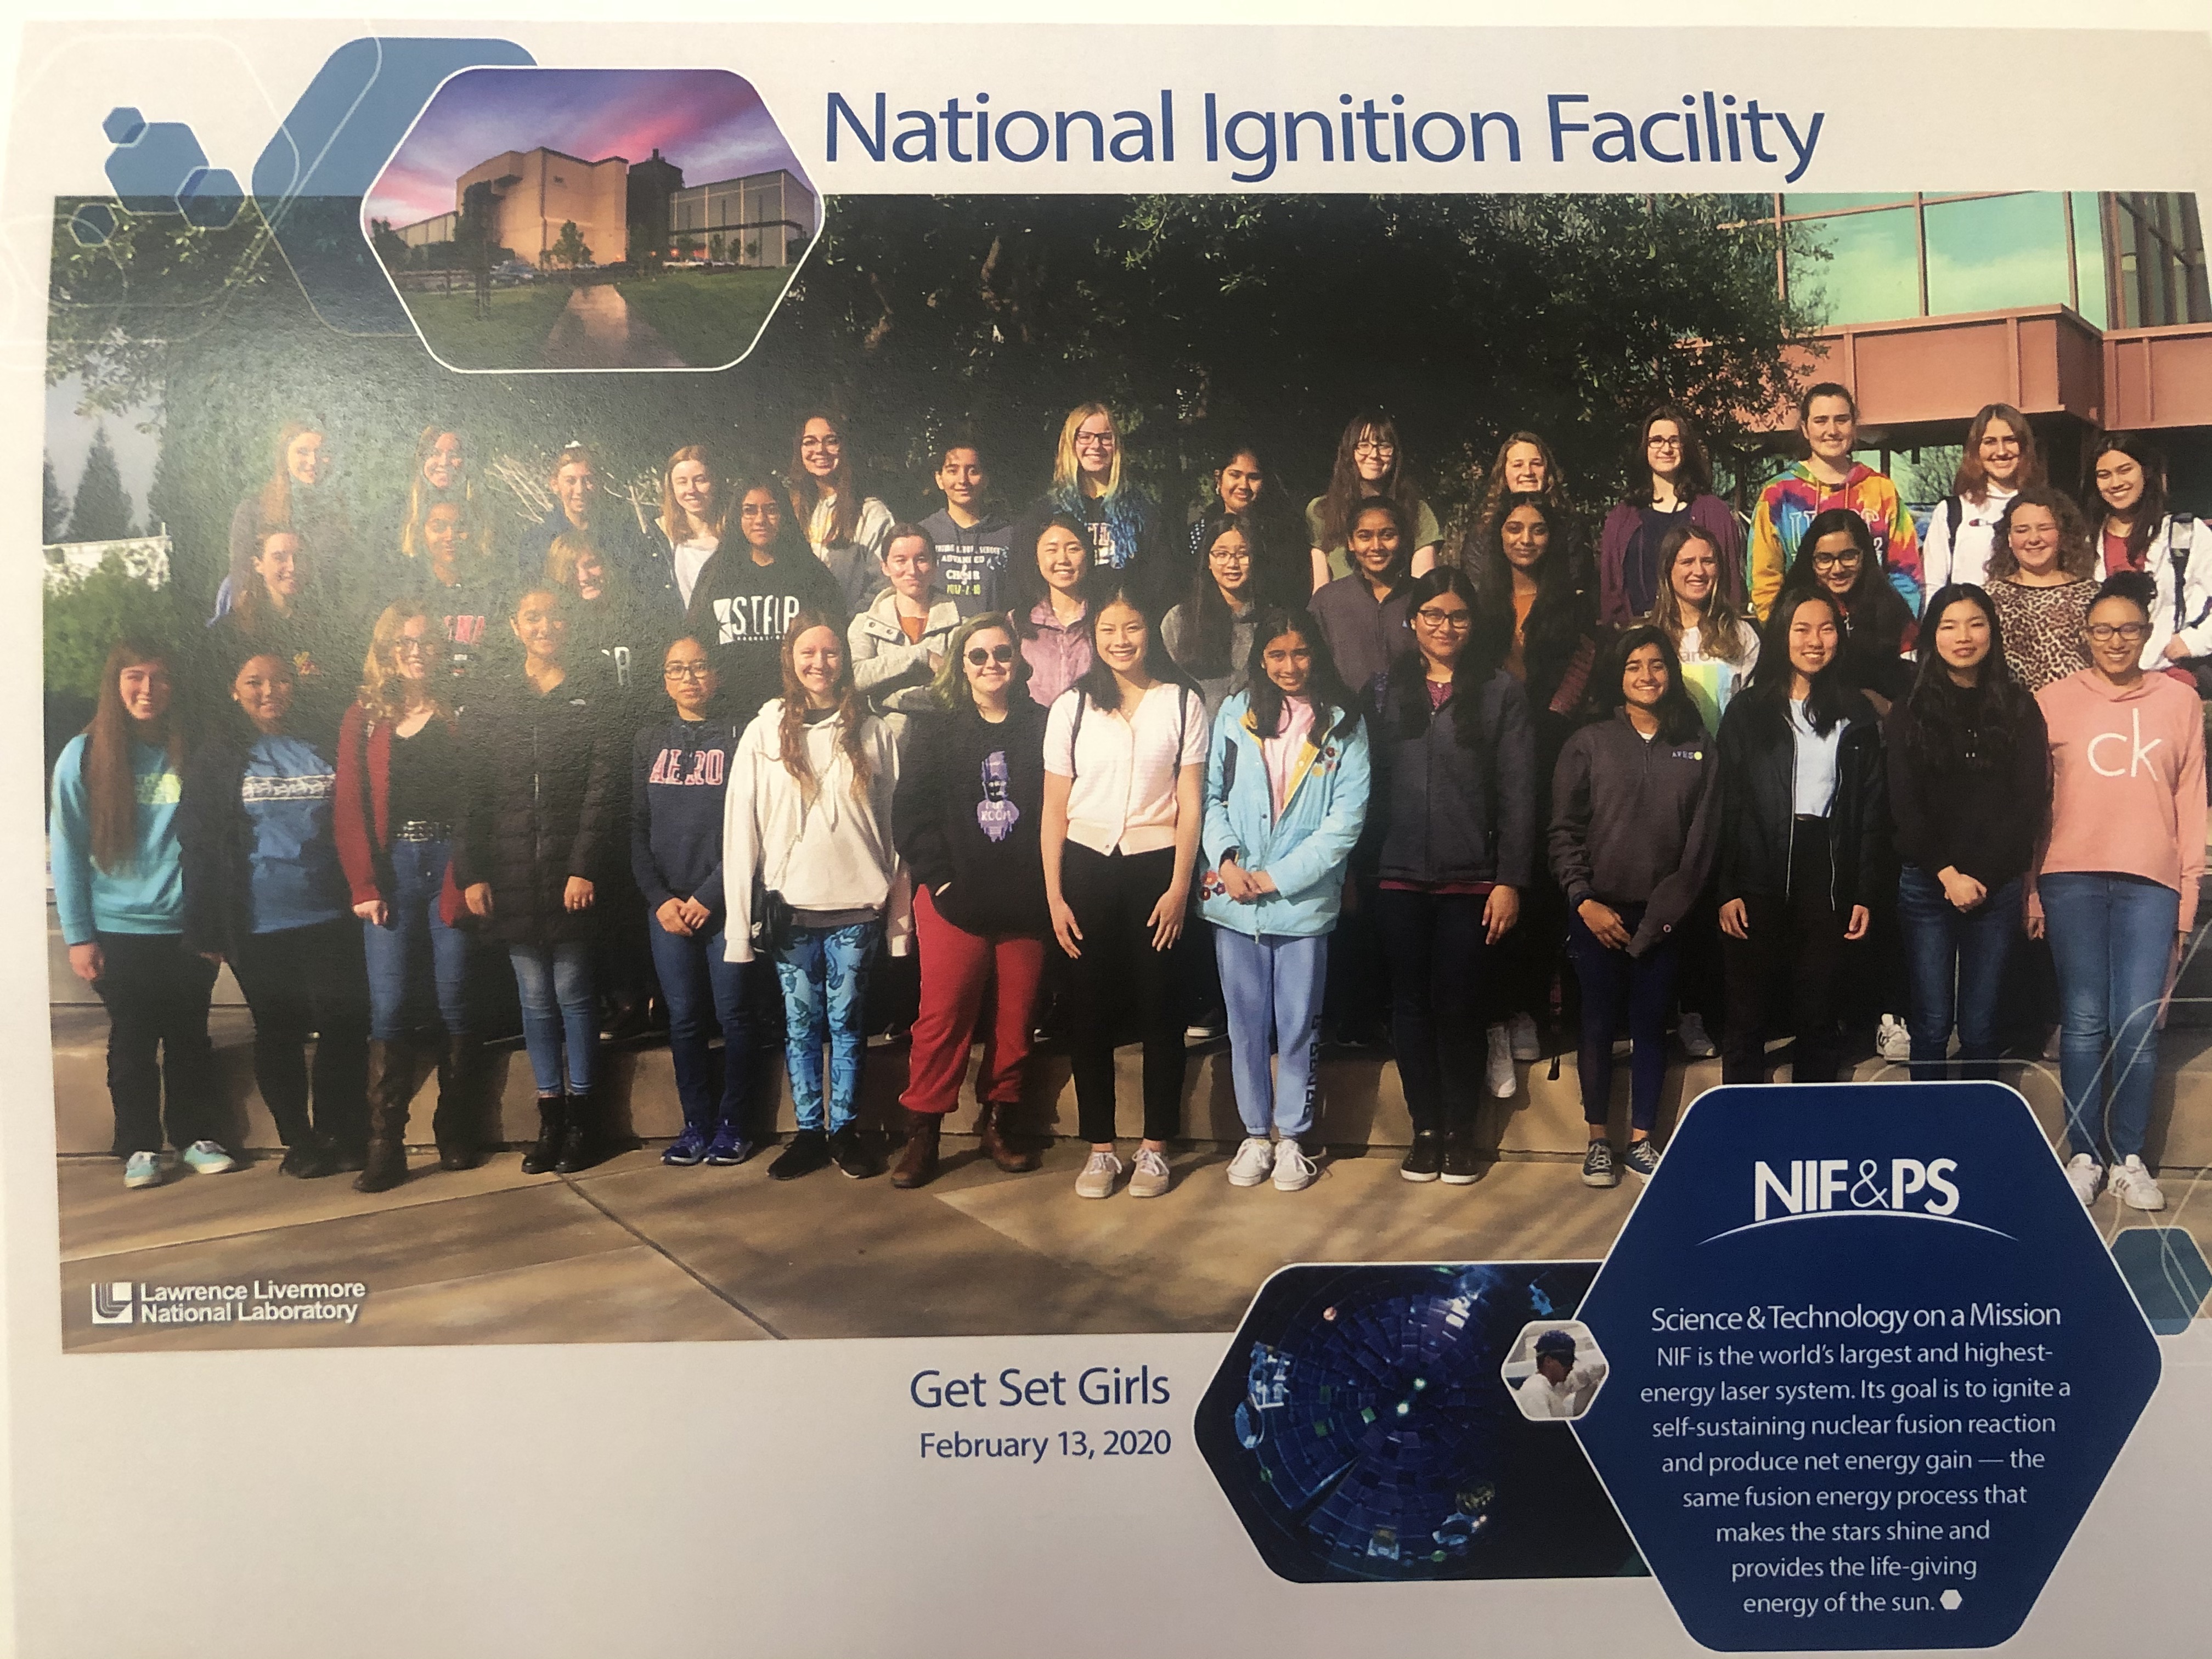 National Ignition Facility
CHOIR
AERO
ck
Lawrence Livermore
National Laboratory
Get Set Girls
February 13, 2020
NIF&PS
Science & Technology on a Mission
NIF is the world's largest and highest-
energy laser system. Its goal is to ignite a
self-sustaining nuclear fusion reaction
and produce net energy gain — the
same fusion energy process that
makes the stars shine and
provides the life-giving
energy of the sun.